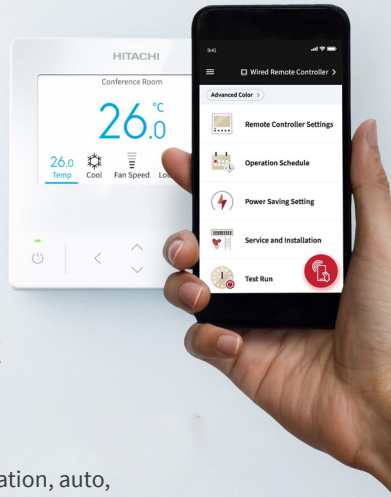 HITACHI
Conference Room
26.0 °C
26.0
Temp
Cool
Fan Speed
9:41
Wired Remote Controller >
Advanced Color >
Remote Controller Settings
Operation Schedule
Power Saving Setting
Service and Installation
Test Run
ation, auto,